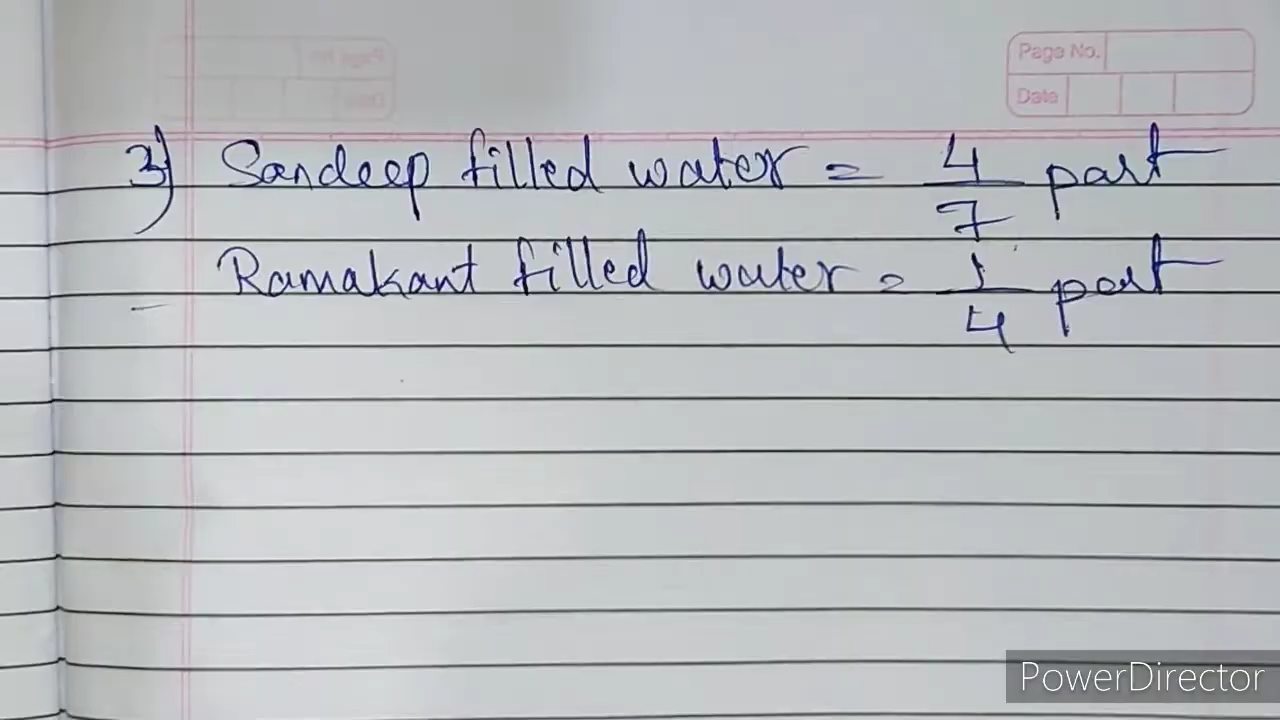 Page No.
Date
3) Sandeep filled water = 4/7 part
Ramakant filled water = 1/4 part
PowerDirector